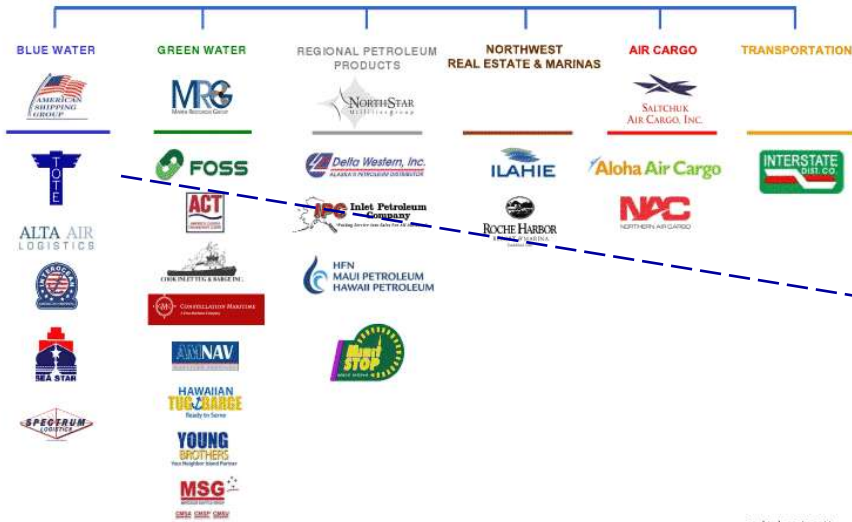 BLUE WATER
GREEN WATER
REGIONAL PETROLEUM
PRODUCTS
NORTHWEST
REAL ESTATE & MARINAS
AIR CARGO
TRANSPORTATION
AMERICAN
SHIPPING
GROUP
MRG
NORTHSTAR
SALTCHUK
AIR CARGO, INC.
TOTE
ALTA AIR
LOGISTICS
INTEROCEAN
SEA STAR
SPECTRUM
LOGISTICS
FOSS
ACT
COOK INLET TUG & BARGE INC.
CONSTELLATION MARITIME
AMNAV
HAWAIIAN
TUG & BARGE
Ready to Serve
YOUNG
BROTHERS
Your Neighbor Island Partner
MSG
Delta Western, Inc.
ALASKA'S PETROLEUM DISTRIBUTOR
IPC Inlet Petroleum
Company
HFN
MAUI PETROLEUM
HAWAII PETROLEUM
STOP
ILAHIE
ROCHE HARBOR
Aloha Air Cargo
NAC
NORTHERN AIR CARGO
INTERSTATE
DIST. CO.